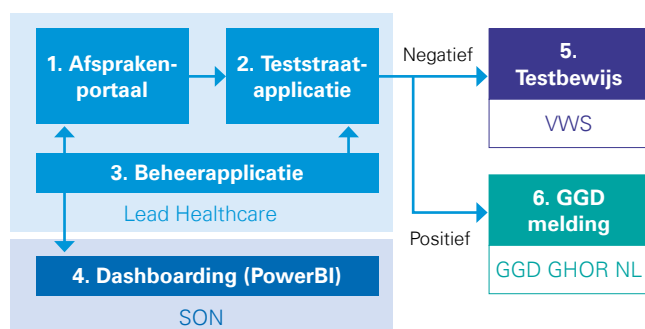 1. Afspraken-
portaal
2. Teststraat-
applicatie
Negatief
5.
Testbewijs
VWS
3. Beheerapplicatie
Lead Healthcare
6. GGD
melding
Positief
GGD GHOR NL
4. Dashboarding (PowerBI)
SON